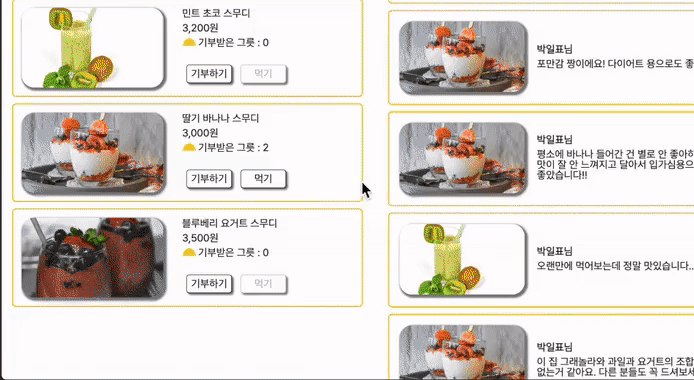 민트 초코 스무디
3,200원
기부받은 그릇 : 0
기부하기
먹기
딸기 바나나 스무디
3,000원
기부받은 그릇 : 2
기부하기
먹기
블루베리 요거트 스무디
3,500원
기부받은 그릇 : 0
기부하기
먹기
박일표님
포만감 짱이에요! 다이어트 용으로도
박일표님
평소에 바나나 들어간 건 별로 안
맛이 잘 안 느껴지고 달아서 입가심용으
좋았습니다!!
박일표님
오랜만에 먹어보는데 정말 맛있습니다..
박일표님
이 집 그래놀라와 과일과 요거트의 조합
없는거 같아요. 다른 분들도 꼭 드셔보세